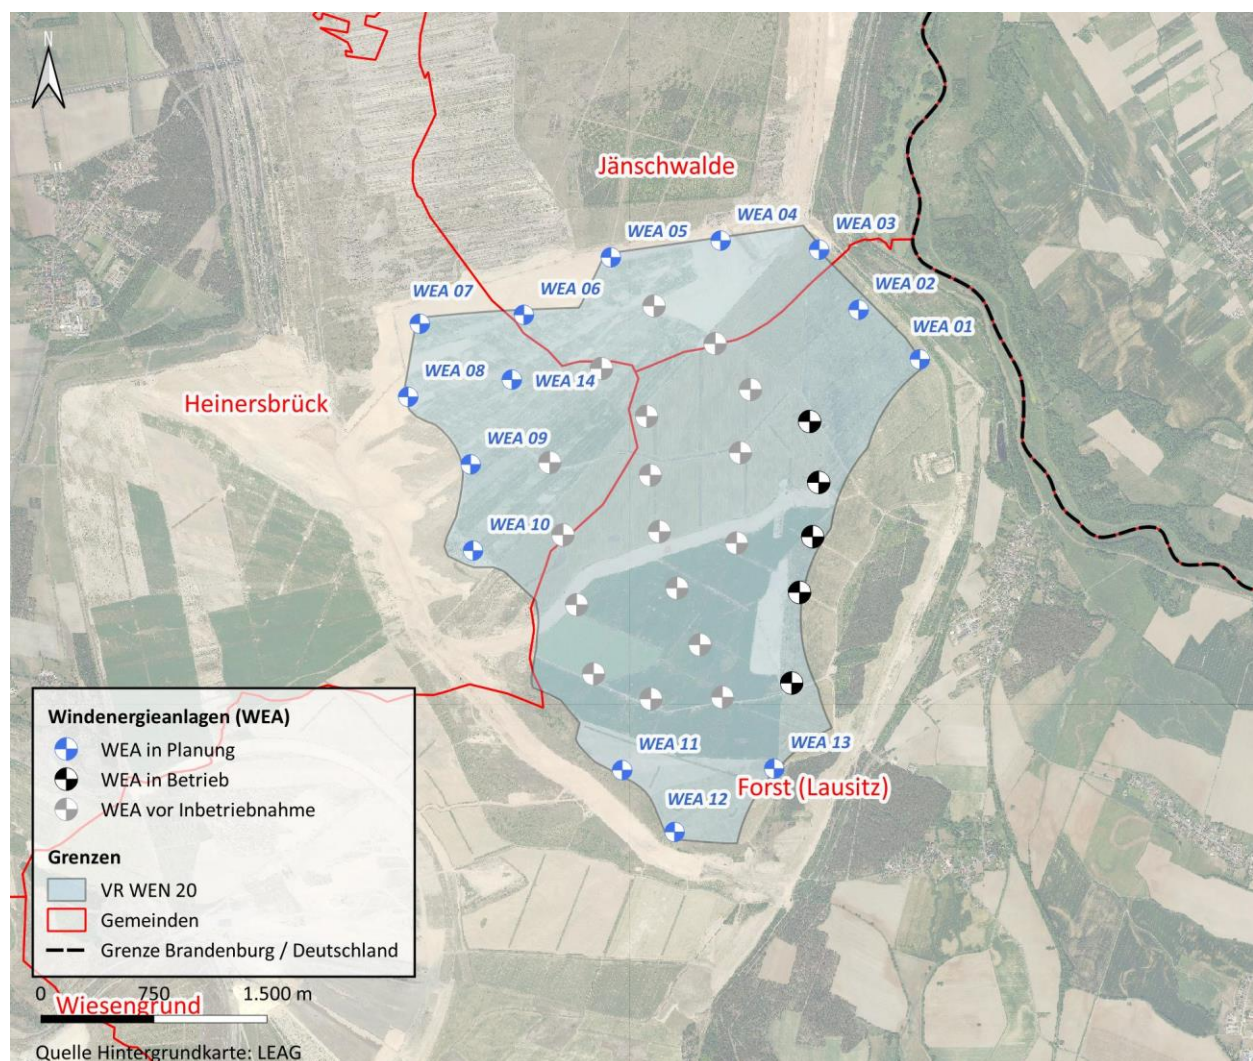 N
Jänschwalde
WEA 04
WEA 03
WEA 05
WEA 07
WEA 06
WEA 02
WEA 01
WEA 08
WEA 14
Heinersbrück
WEA 09
WEA 10
WEA 11
WEA 13
Forst (Lausitz)
WEA 12
Windenergieanlagen (WEA)
WEA in Planung
WEA in Betrieb
WEA vor Inbetriebnahme
Grenzen
VR WEN 20
Gemeinden
Grenze Brandenburg / Deutschland
0 750 1.500 m
Wiesengrund
Quelle Hintergrundkarte: LEAG